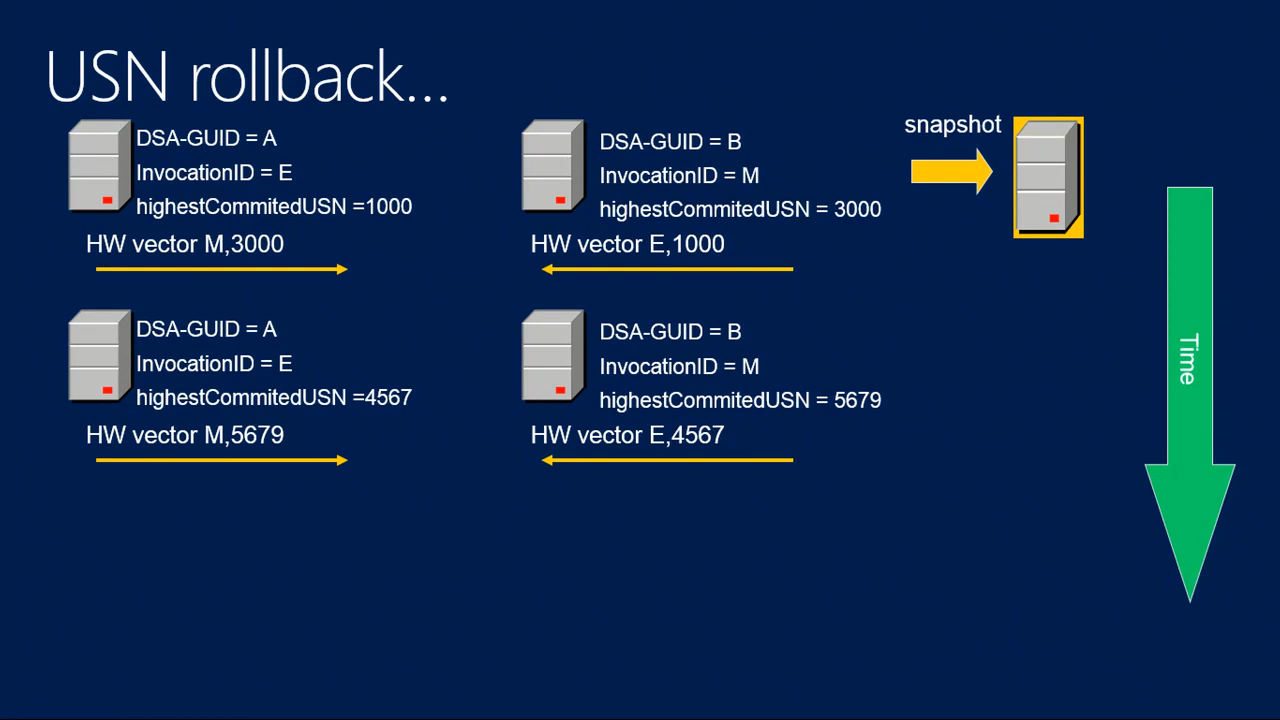 USN rollback...
DSA-GUID = A
InvocationID = E
highestCommitedUSN =1000
HW vector M,3000
DSA-GUID = B
InvocationID = M
highestCommitedUSN = 3000
HW vector E,1000
snapshot
DSA-GUID = A
InvocationID = E
highestCommitedUSN =4567
HW vector M,5679
DSA-GUID = B
InvocationID = M
highestCommitedUSN = 5679
HW vector E,4567
Time